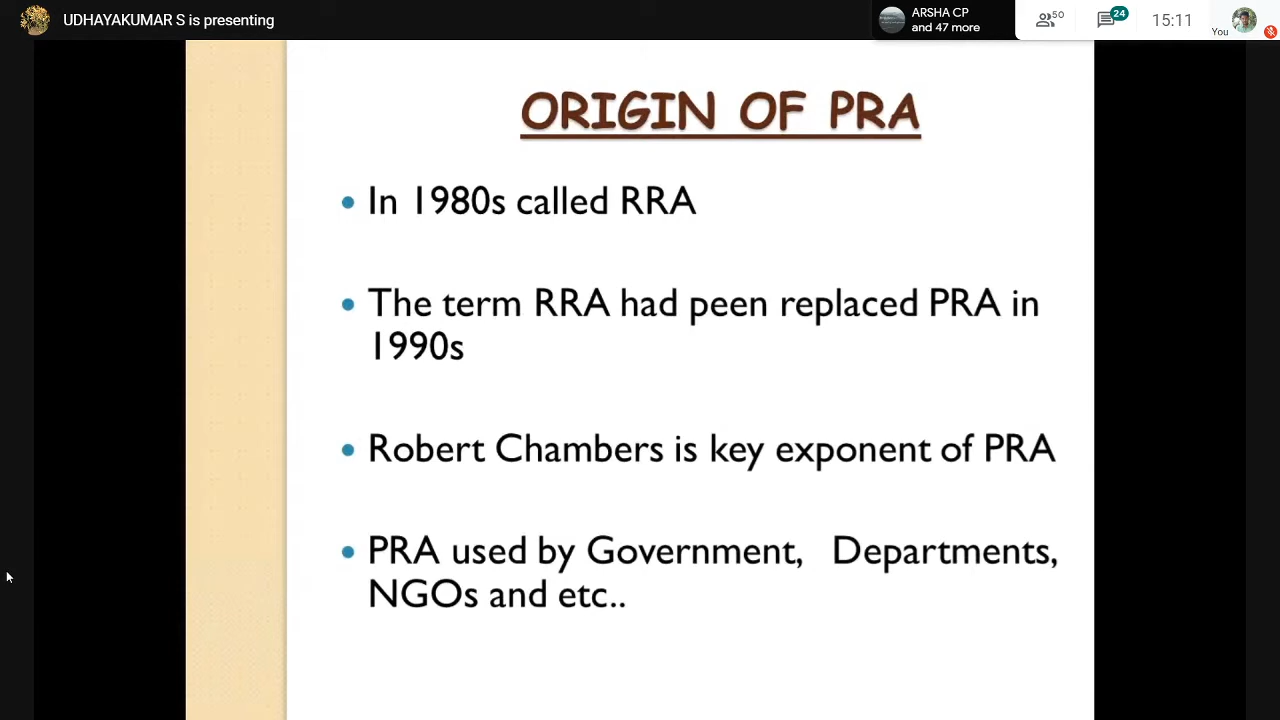 UDHAYAKUMAR S is presenting
ARSHA CP
and 47 more
50
24
15:11
You
ORIGIN OF PRA
• In 1980s called RRA
• The term RRA had peen replaced PRA in
1990s
• Robert Chambers is key exponent of PRA
• PRA used by Government, Departments,
NGOs and etc..